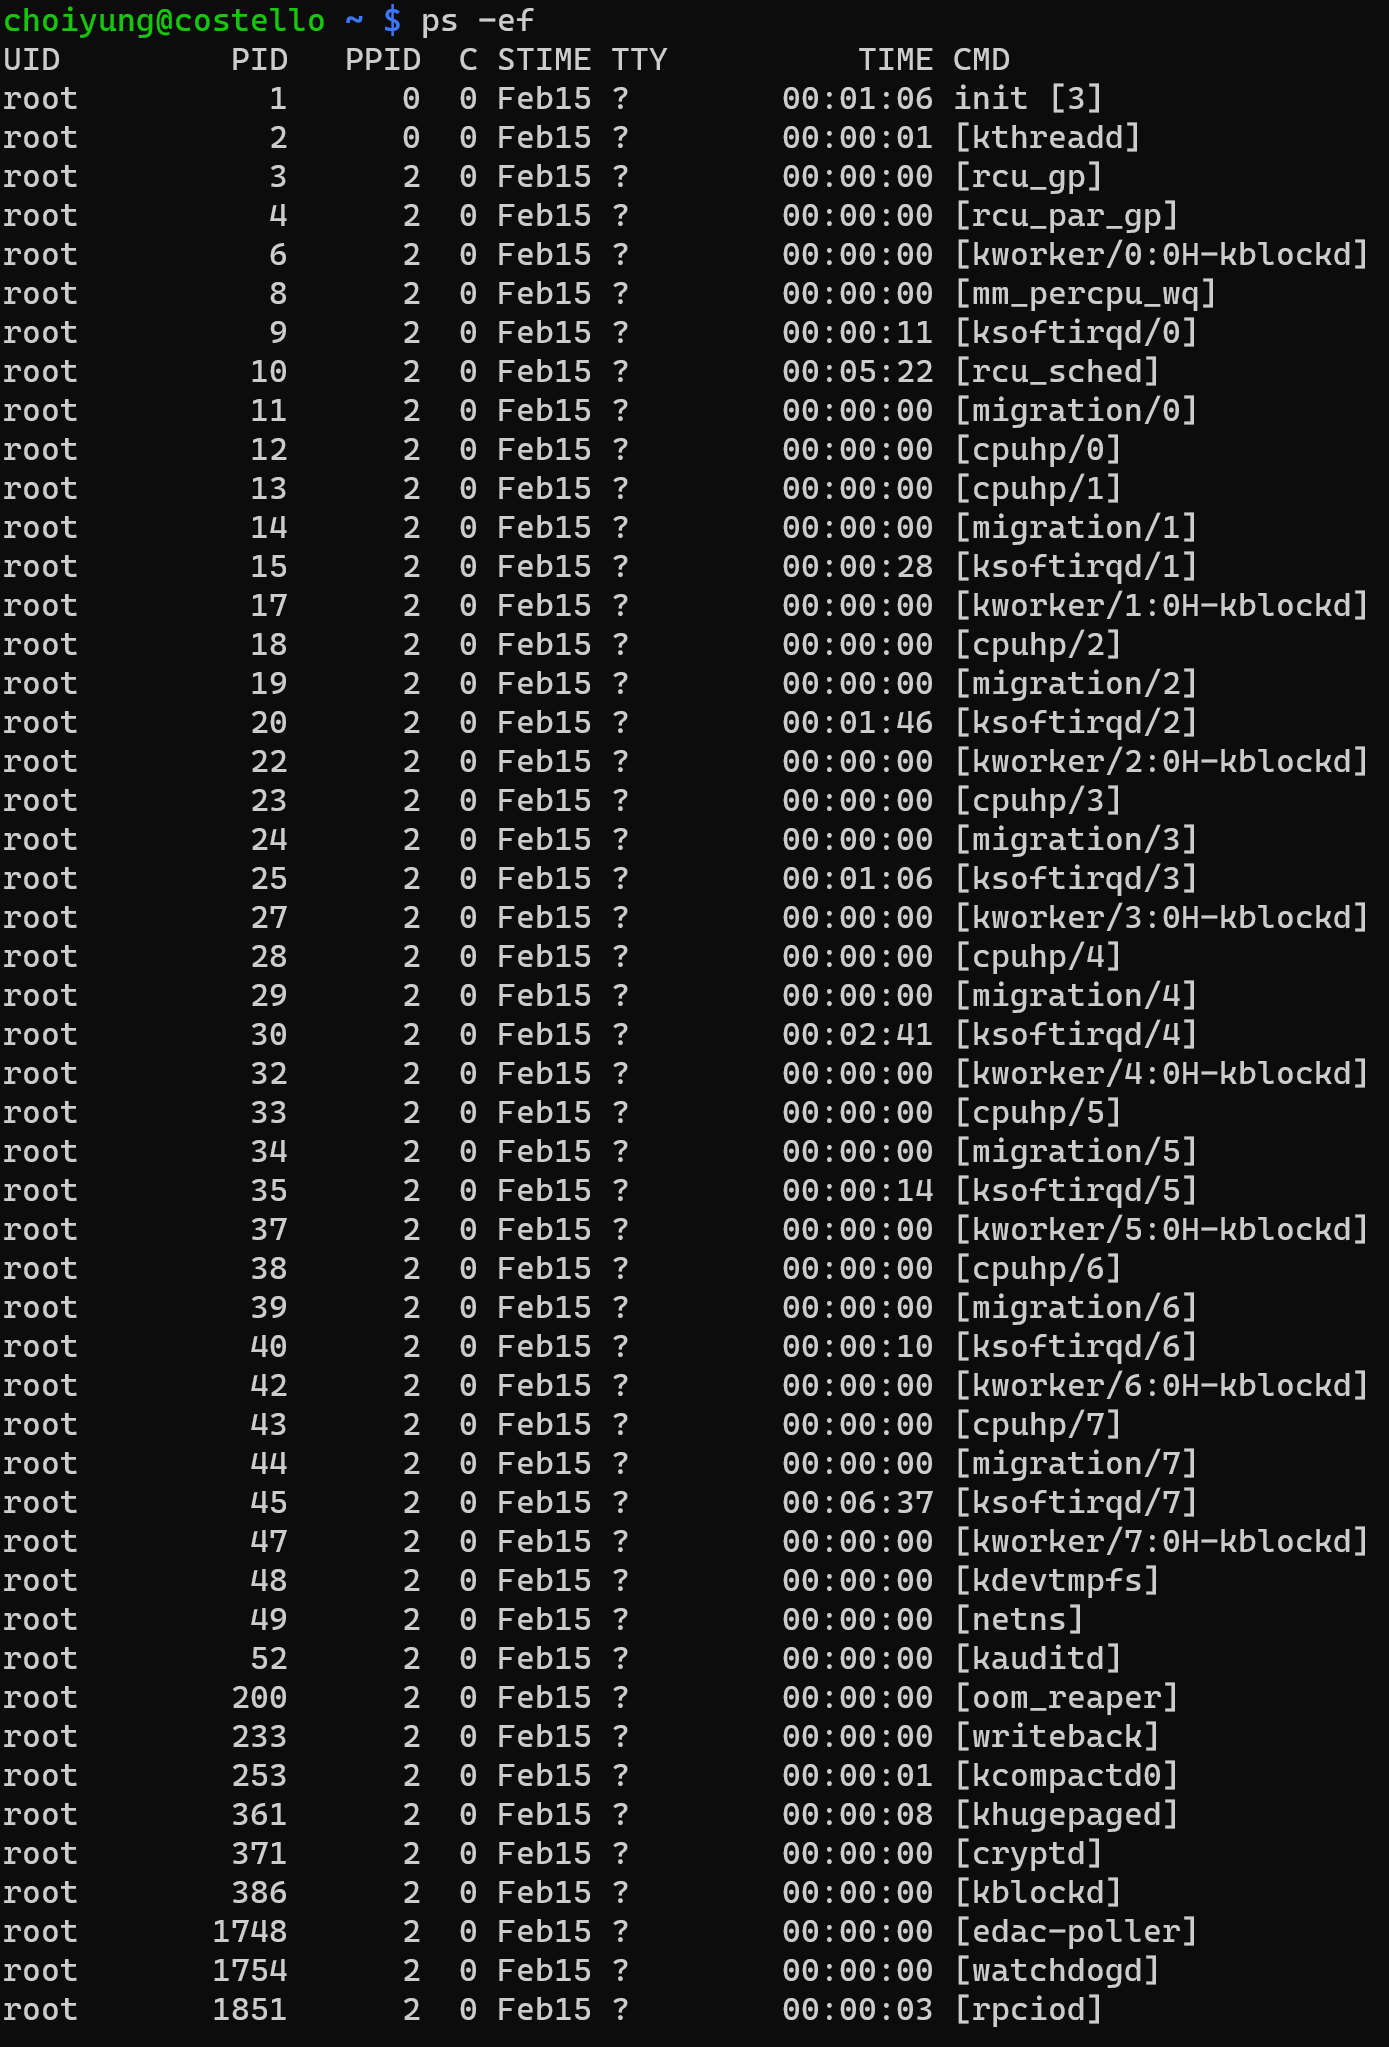 choiyung@costello ~ $ ps -ef
UID         PID   PPID  C STIME TTY          TIME CMD
root          1      0  0 Feb15 ?        00:01:06 init [3]
root          2      0  0 Feb15 ?        00:00:01 [kthreadd]
root          3      2  0 Feb15 ?        00:00:00 [rcu_gp]
root          4      2  0 Feb15 ?        00:00:00 [rcu_par_gp]
root          6      2  0 Feb15 ?        00:00:00 [kworker/0:0H-kblockd]
root          8      2  0 Feb15 ?        00:00:00 [mm_percpu_wq]
root          9      2  0 Feb15 ?        00:00:11 [ksoftirqd/0]
root         10      2  0 Feb15 ?        00:05:22 [rcu_sched]
root         11      2  0 Feb15 ?        00:00:00 [migration/0]
root         12      2  0 Feb15 ?        00:00:00 [cpuhp/0]
root         13      2  0 Feb15 ?        00:00:00 [cpuhp/1]
root         14      2  0 Feb15 ?        00:00:00 [migration/1]
root         15      2  0 Feb15 ?        00:00:28 [ksoftirqd/1]
root         17      2  0 Feb15 ?        00:00:00 [kworker/1:0H-kblockd]
root         18      2  0 Feb15 ?        00:00:00 [cpuhp/2]
root         19      2  0 Feb15 ?        00:00:00 [migration/2]
root         20      2  0 Feb15 ?        00:01:46 [ksoftirqd/2]
root         22      2  0 Feb15 ?        00:00:00 [kworker/2:0H-kblockd]
root         23      2  0 Feb15 ?        00:00:00 [cpuhp/3]
root         24      2  0 Feb15 ?        00:00:00 [migration/3]
root         25      2  0 Feb15 ?        00:01:06 [ksoftirqd/3]
root         27      2  0 Feb15 ?        00:00:00 [kworker/3:0H-kblockd]
root         28      2  0 Feb15 ?        00:00:00 [cpuhp/4]
root         29      2  0 Feb15 ?        00:00:00 [migration/4]
root         30      2  0 Feb15 ?        00:02:41 [ksoftirqd/4]
root         32      2  0 Feb15 ?        00:00:00 [kworker/4:0H-kblockd]
root         33      2  0 Feb15 ?        00:00:00 [cpuhp/5]
root         34      2  0 Feb15 ?        00:00:00 [migration/5]
root         35      2  0 Feb15 ?        00:00:14 [ksoftirqd/5]
root         37      2  0 Feb15 ?        00:00:00 [kworker/5:0H-kblockd]
root         38      2  0 Feb15 ?        00:00:00 [cpuhp/6]
root         39      2  0 Feb15 ?        00:00:00 [migration/6]
root         40      2  0 Feb15 ?        00:00:10 [ksoftirqd/6]
root         42      2  0 Feb15 ?        00:00:00 [kworker/6:0H-kblockd]
root         43      2  0 Feb15 ?        00:00:00 [cpuhp/7]
root         44      2  0 Feb15 ?        00:00:00 [migration/7]
root         45      2  0 Feb15 ?        00:06:37 [ksoftirqd/7]
root         47      2  0 Feb15 ?        00:00:00 [kworker/7:0H-kblockd]
root         48      2  0 Feb15 ?        00:00:00 [kdevtmpfs]
root         49      2  0 Feb15 ?        00:00:00 [netns]
root         52      2  0 Feb15 ?        00:00:00 [kauditd]
root        200      2  0 Feb15 ?        00:00:00 [oom_reaper]
root        233      2  0 Feb15 ?        00:00:00 [writeback]
root        253      2  0 Feb15 ?        00:00:01 [kcompactd0]
root        361      2  0 Feb15 ?        00:00:08 [khugepaged]
root        371      2  0 Feb15 ?        00:00:00 [cryptd]
root        386      2  0 Feb15 ?        00:00:00 [kblockd]
root       1748      2  0 Feb15 ?        00:00:00 [edac-poller]
root       1754      2  0 Feb15 ?        00:00:00 [watchdogd]
root       1851      2  0 Feb15 ?        00:00:03 [rpciod]